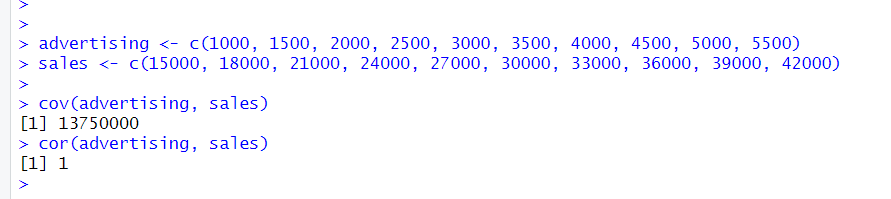 >
>
> advertising <- c(1000, 1500, 2000, 2500, 3000, 3500, 4000, 4500, 5000, 5500)
> sales <- c(15000, 18000, 21000, 24000, 27000, 30000, 33000, 36000, 39000, 42000)
>
> cov(advertising, sales)
[1] 13750000
> cor(advertising, sales)
[1] 1
>